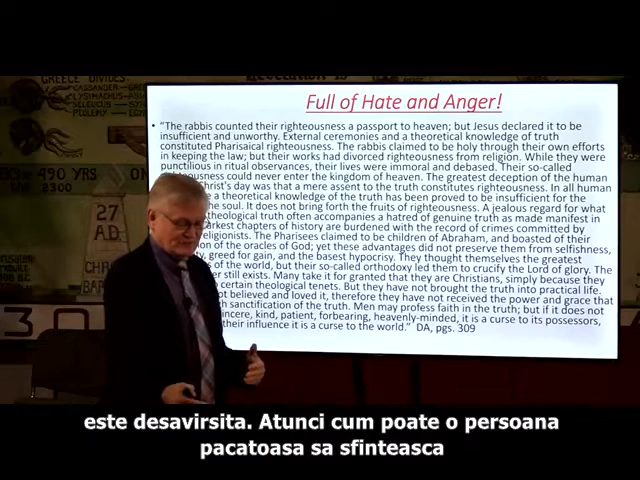 GREECE DIVIDES
CASSANDER-GREECE
LYSIMACHUS
SELEUCUS
PTOLEMY
490 YRS
2300
27
A.D.
Full of Hate and Anger!
• "The rabbis counted their righteousness a passport to heaven; but Jesus declared it to be
insufficient and unworthy. External ceremonies and a theoretical knowledge of truth
constituted Pharisaical righteousness. The rabbis claimed to be holy through their own efforts
in keeping the law; but their works had divorced righteousness from religion. While they were
punctilious in ritual observances, their lives were immoral and debased. Their so-called
righteousness could never enter the kingdom of heaven. The greatest deception of the human
Christ's day was that a mere assent to the truth constitutes righteousness. In all human
a theoretical knowledge of the truth has been proved to be insufficient for the
the soul. It does not bring forth the fruits of righteousness. A jealous regard for what
theological truth often accompanies a hatred of genuine truth as made manifest in
chapters of history are burdened with the record of crimes committed by
religionists. The Pharisees claimed to be children of Abraham, and boasted of their
of the oracles of God; yet these advantages did not preserve them from selfishness,
greed for gain, and the basest hypocrisy. They thought themselves the greatest
of the world, but their so-called orthodoxy led them to crucify the Lord of glory. The
still exists. Many take it for granted that they are Christians, simply because they
certain theological tenets. But they have not brought the truth into practical life.
not believed and loved it, therefore they have not received the power and grace that
sanctification of the truth. Men may profess faith in the truth; but if it does not
sincere, kind, patient, forbearing, heavenly-minded, it is a curse to its possessors,
their influence it is a curse to the world." DA, pgs. 309
este desavirsita. Atunci cum poate o persoana
pacatoasa sa sfinteasca